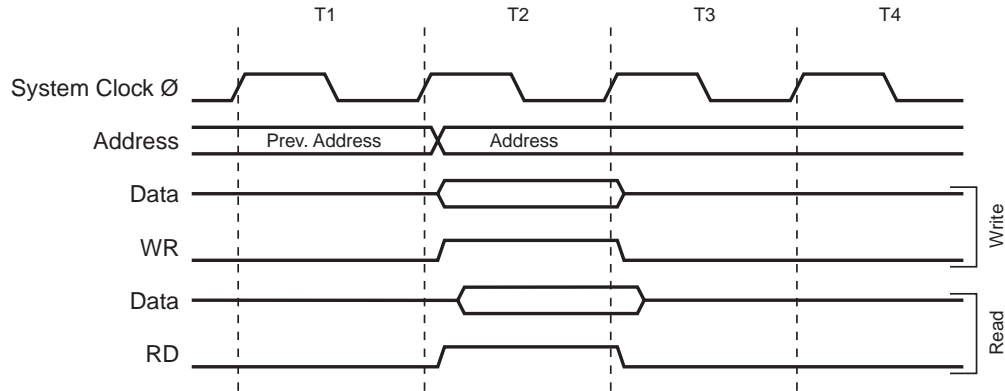 T1 T2 T3 T4
System Clock Ø
Address Prev. Address Address
Data
WR
Write
Data
RD
Read